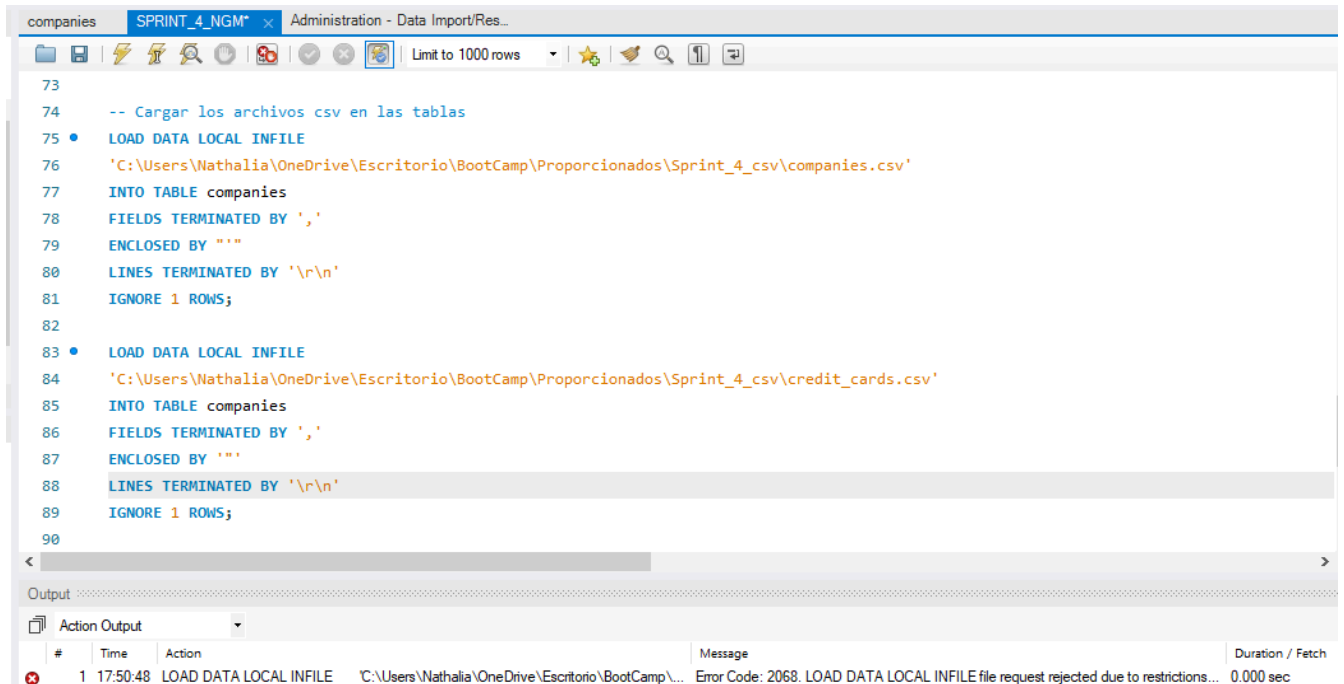 companies SPRINT_4_NGM* × Administration - Data Import/Res...
Limit to 1000 rows
73
74 -- Cargar los archivos csv en las tablas
75 LOAD DATA LOCAL INFILE
76 'C:\Users\Nathalia\OneDrive\Escritorio\BootCamp\Proporcionados\Sprint_4_csv\companies.csv'
77 INTO TABLE companies
78 FIELDS TERMINATED BY ','
79 ENCLOSED BY "'"
80 LINES TERMINATED BY '\r\n'
81 IGNORE 1 ROWS;
82
83 LOAD DATA LOCAL INFILE
84 'C:\Users\Nathalia\OneDrive\Escritorio\BootCamp\Proporcionados\Sprint_4_csv\credit_cards.csv'
85 INTO TABLE companies
86 FIELDS TERMINATED BY ','
87 ENCLOSED BY '"'
88 LINES TERMINATED BY '\r\n'
89 IGNORE 1 ROWS;
90
Output
Action Output
# Time Action Message Duration / Fetch
1 17:50:48 LOAD DATA LOCAL INFILE 'C:\Users\Nathalia\OneDrive\Escritorio\BootCamp\... Error Code: 2068. LOAD DATA LOCAL INFILE file request rejected due to restrictions... 0.000 sec